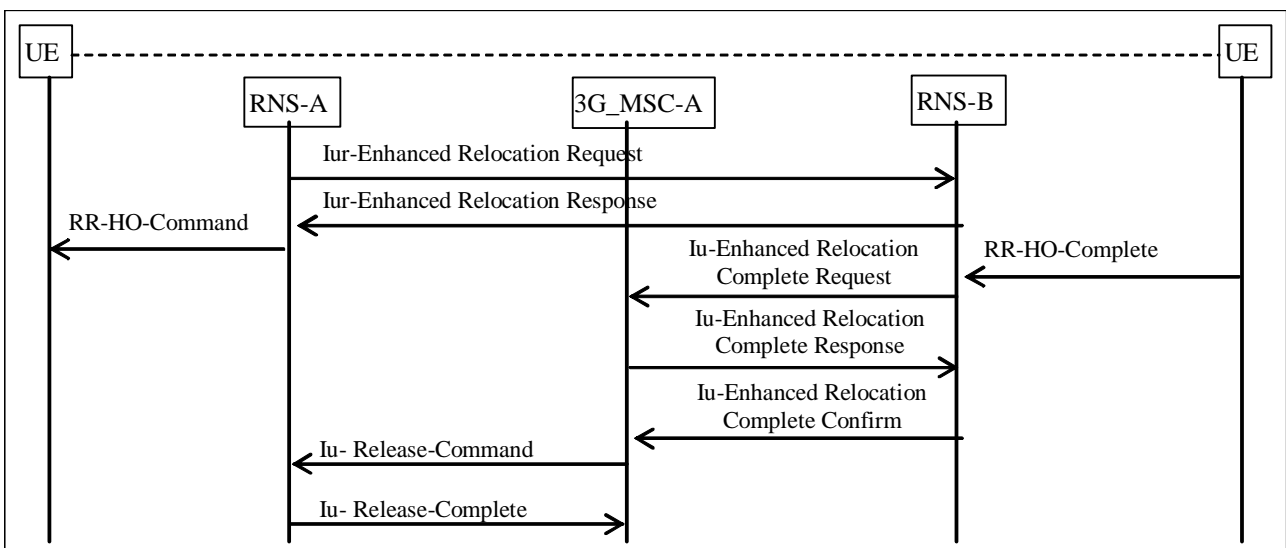 UE
UE
RNS-A
3G_MSC-A
RNS-B
Iur-Enhanced Relocation Request
Iur-Enhanced Relocation Response
RR-HO-Command
Iu-Enhanced Relocation
Complete Request
RR-HO-Complete
Iu-Enhanced Relocation
Complete Response
Iu-Enhanced Relocation
Complete Confirm
Iu- Release-Command
Iu- Release-Complete